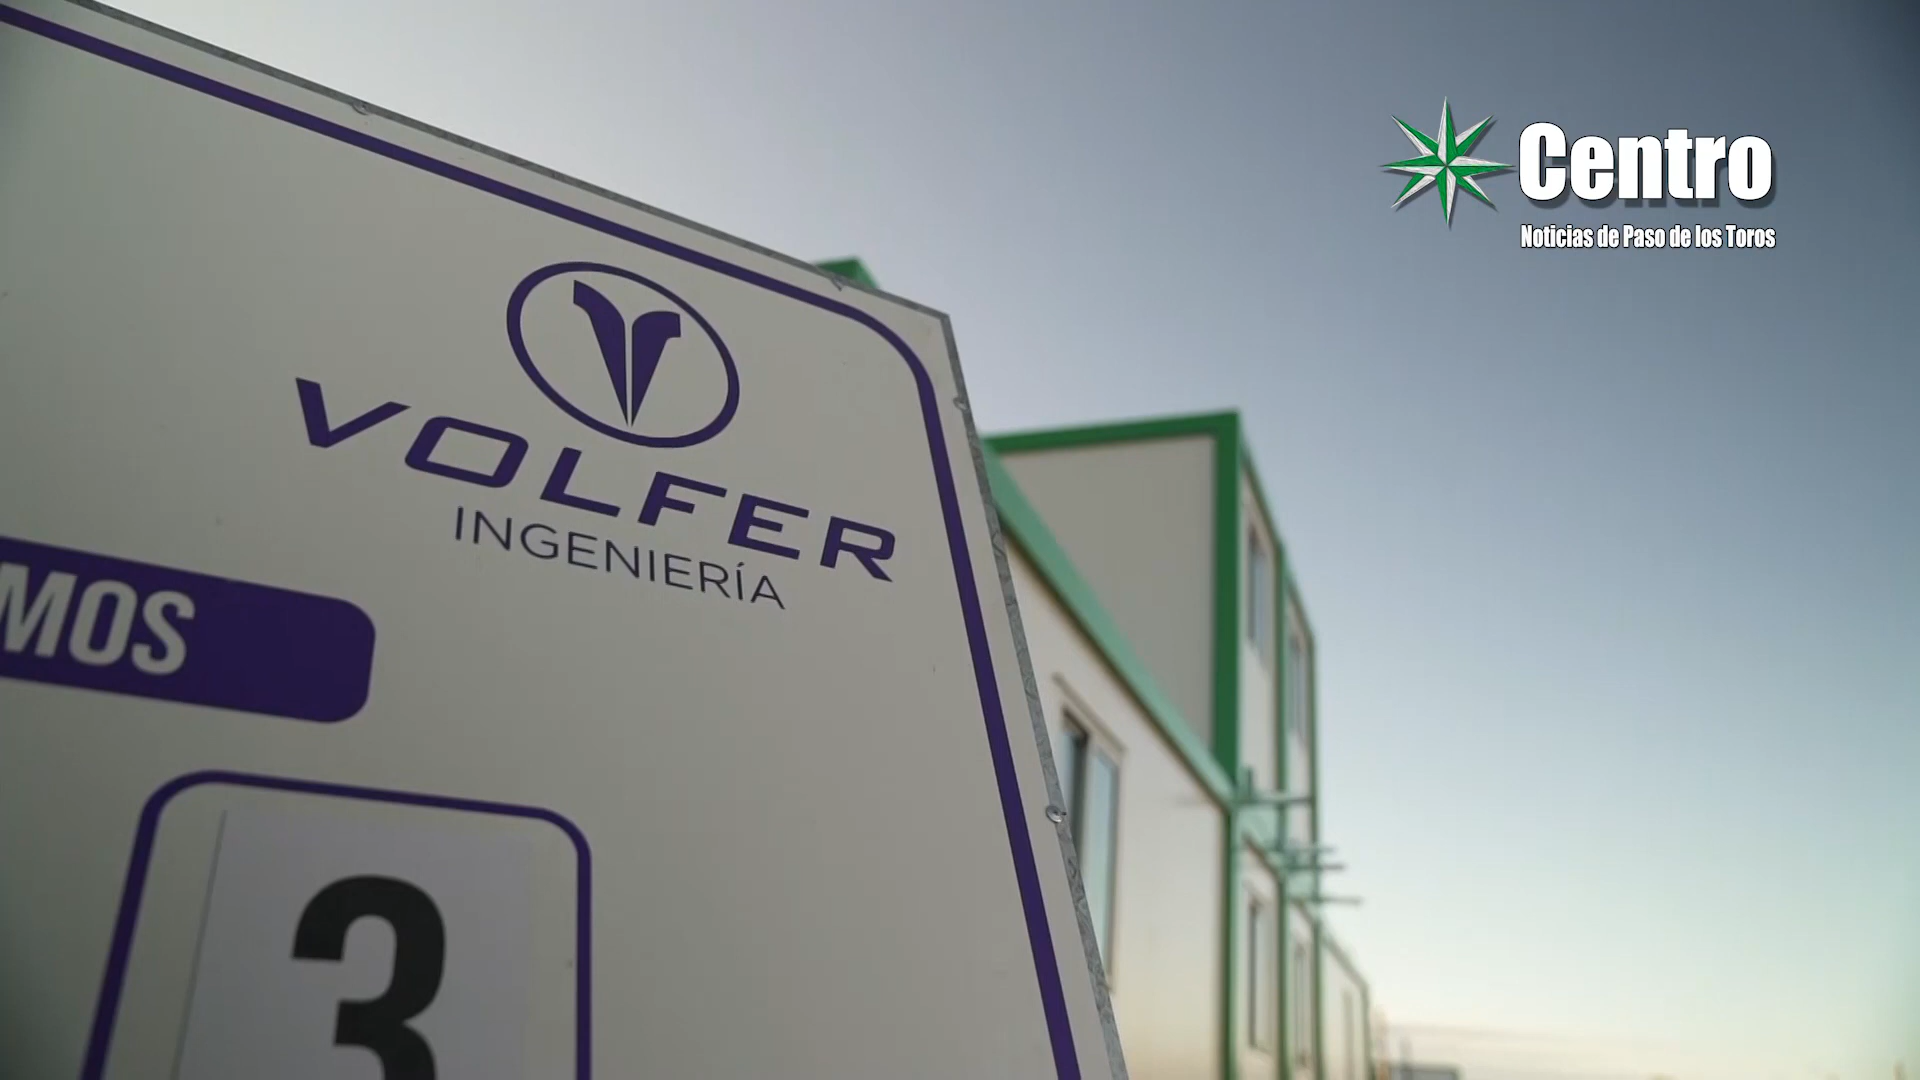 Centro
Noticias de Paso de los Toros
VOLFER
INGENIERÍA
MOS
3